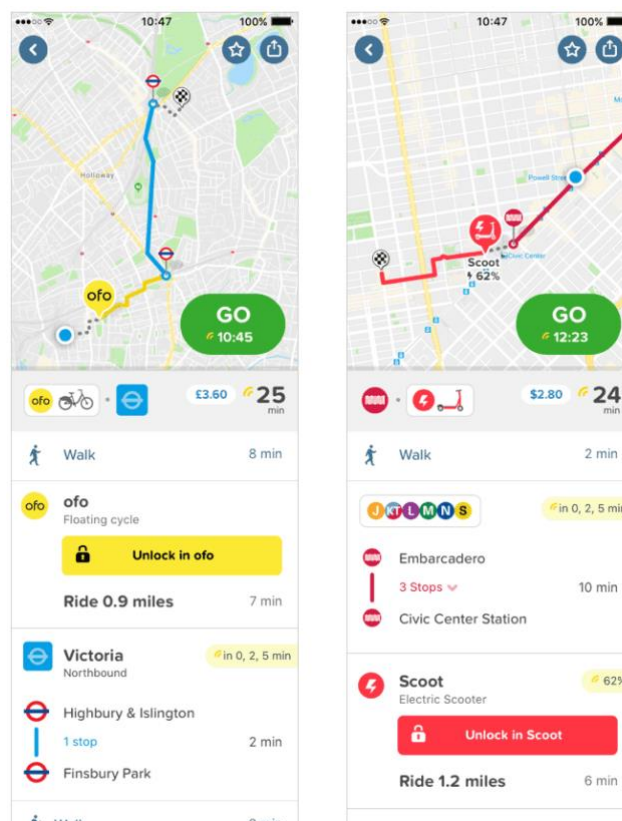 10:47
100%
Holloway
ofo
GO
10:45
ofo
£3.60
25
min
Walk
8 min
ofo
ofo
Floating cycle
Unlock in ofo
Ride 0.9 miles
7 min
Victoria
in 0, 2, 5 min
Northbound
Highbury & Islington
1 stop
2 min
Finsbury Park
10:47
100%
Powell
Scoot
62%
Civic Center
GO
12:23
$2.80
24
min
Walk
2 min
J KT L M N S
in 0, 2, 5 min
Embarcadero
3 Stops
10 min
Civic Center Station
Scoot
62%
Electric Scooter
Unlock in Scoot
Ride 1.2 miles
6 min